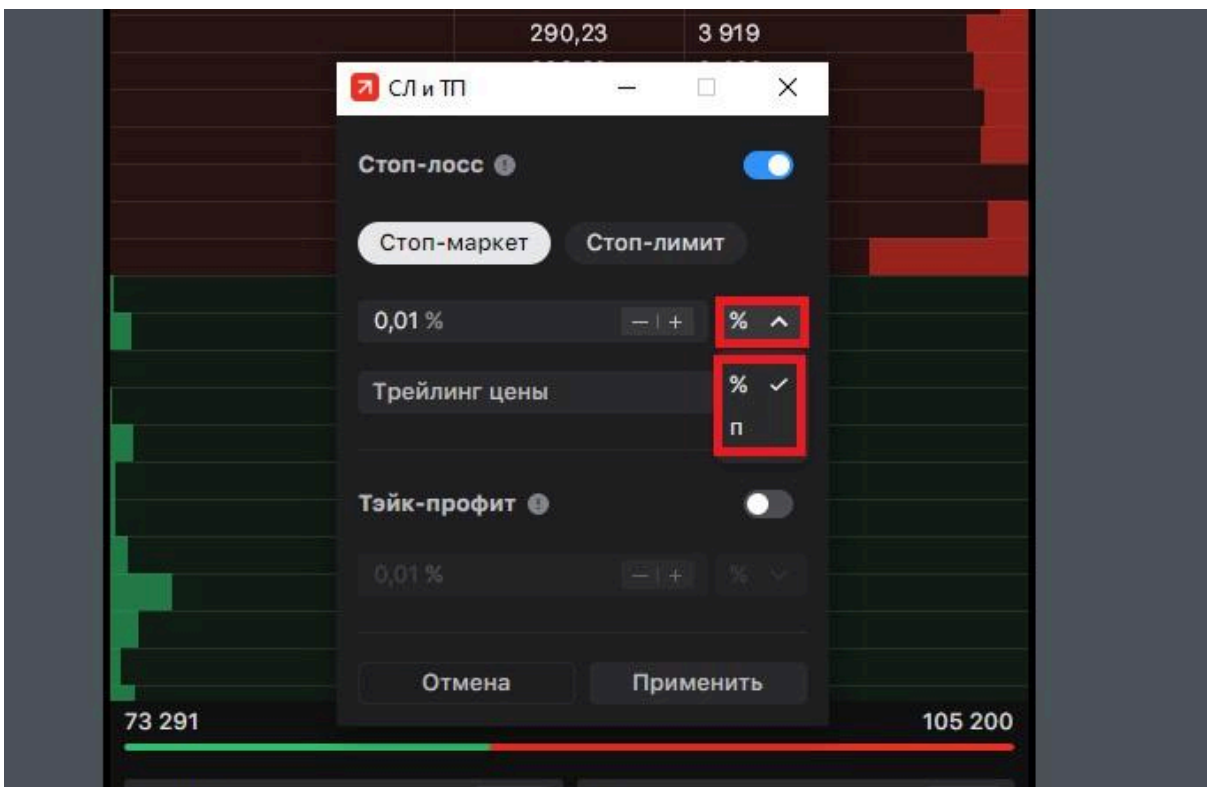 290,23 3 919
СЛ и ТП
Стоп-лосс
Стоп-маркет Стоп-лимит
0,01 % — + %
Трейлинг цены % ✓
п
Тэйк-профит
0,01 % — + %
Отмена Применить
73 291 105 200